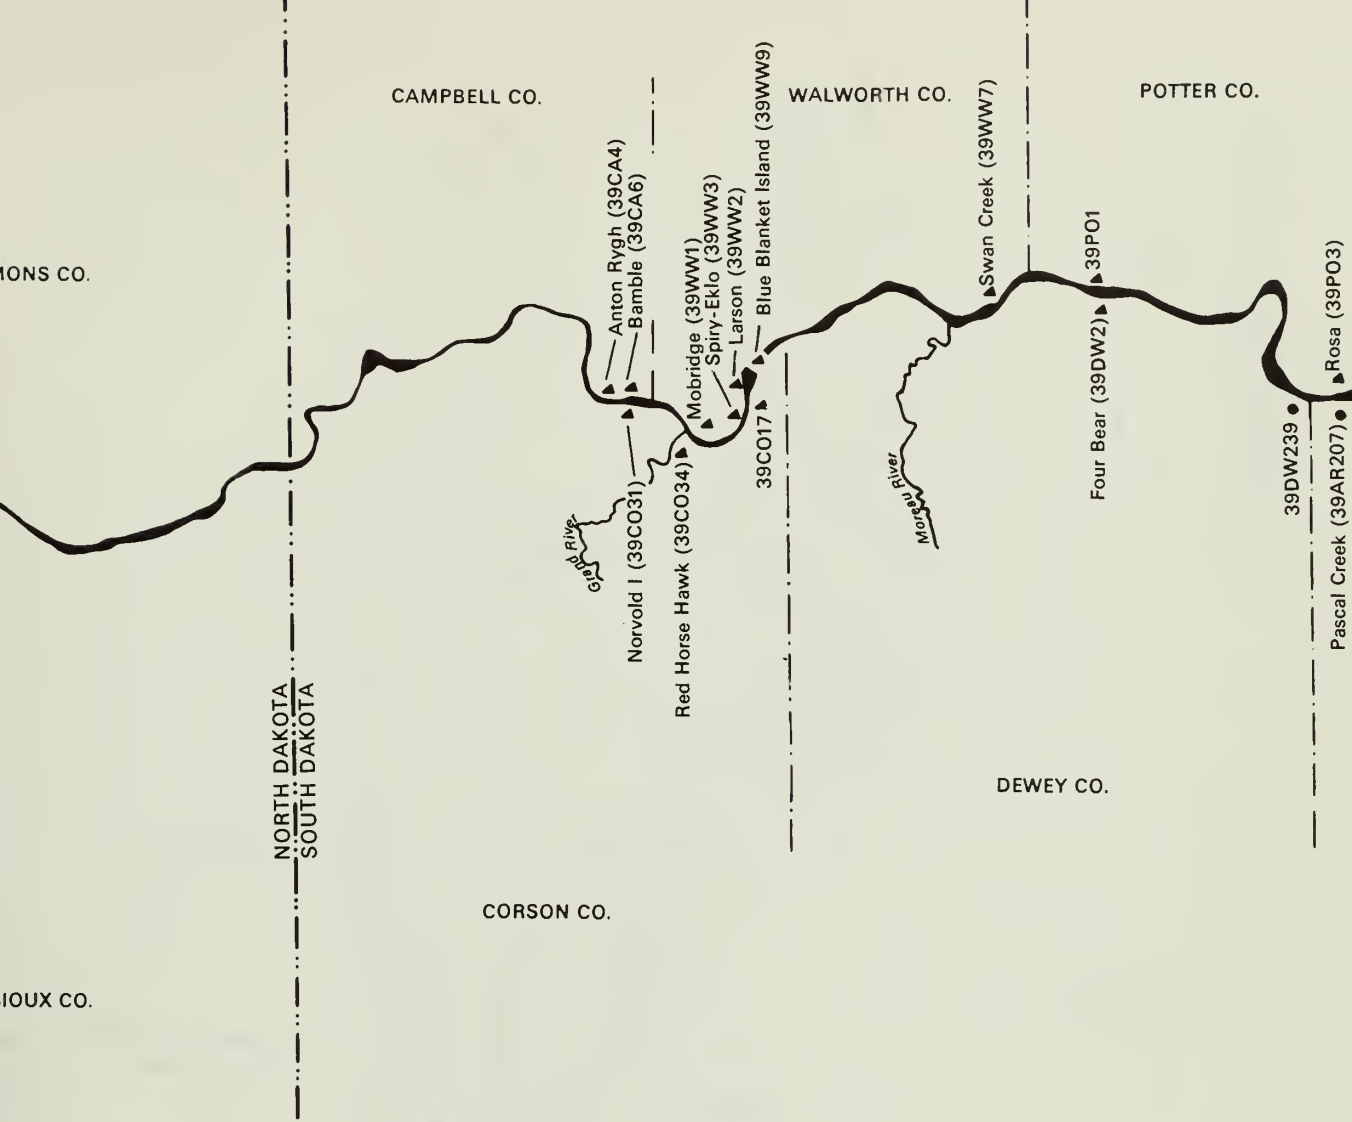 CAMPBELL CO.
WALWORTH CO.
POTTER CO.
MONS CO.
Anton Rygh (39CA4)
Bamble (39CA6)
Mobridge (39WW1)
Spiry-Eklo (39WW3)
Larson (39WW2)
Blue Blanket Island (39WW9)
Swan Creek (39WW7)
39PO1
Rosa (39PO3)
Grand River
Norvold I (39CO31)
Red Horse Hawk (39CO34)
39CO17
Moreau River
Four Bear (39DW2)
39DW239
Pascal Creek (39AR207)
NORTH DAKOTA
SOUTH DAKOTA
DEWEY CO.
CORSON CO.
SIOUX CO.